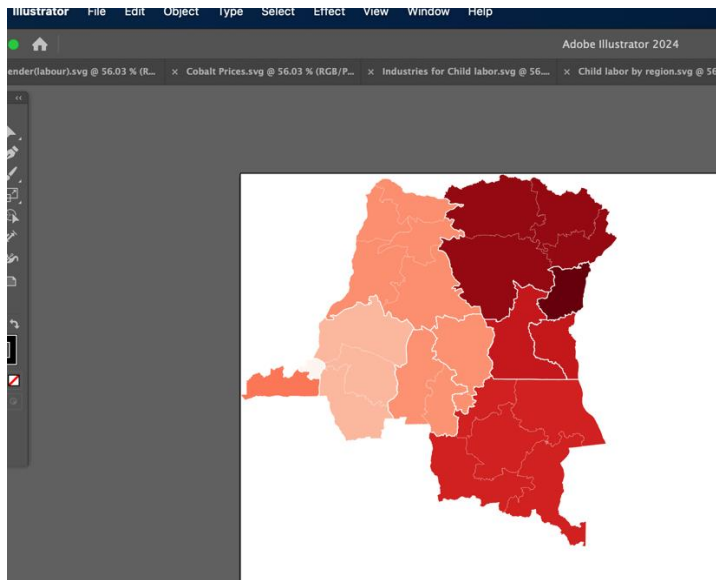 Illustrator File Edit Object Type Select Effect View Window Help
Adobe Illustrator 2024
ender(labour).svg @ 56.03 % (R... × Cobalt Prices.svg @ 56.03 % (RGB/P... × Industries for Child labor.svg @ 56.... × Child labor by region.svg @ 56